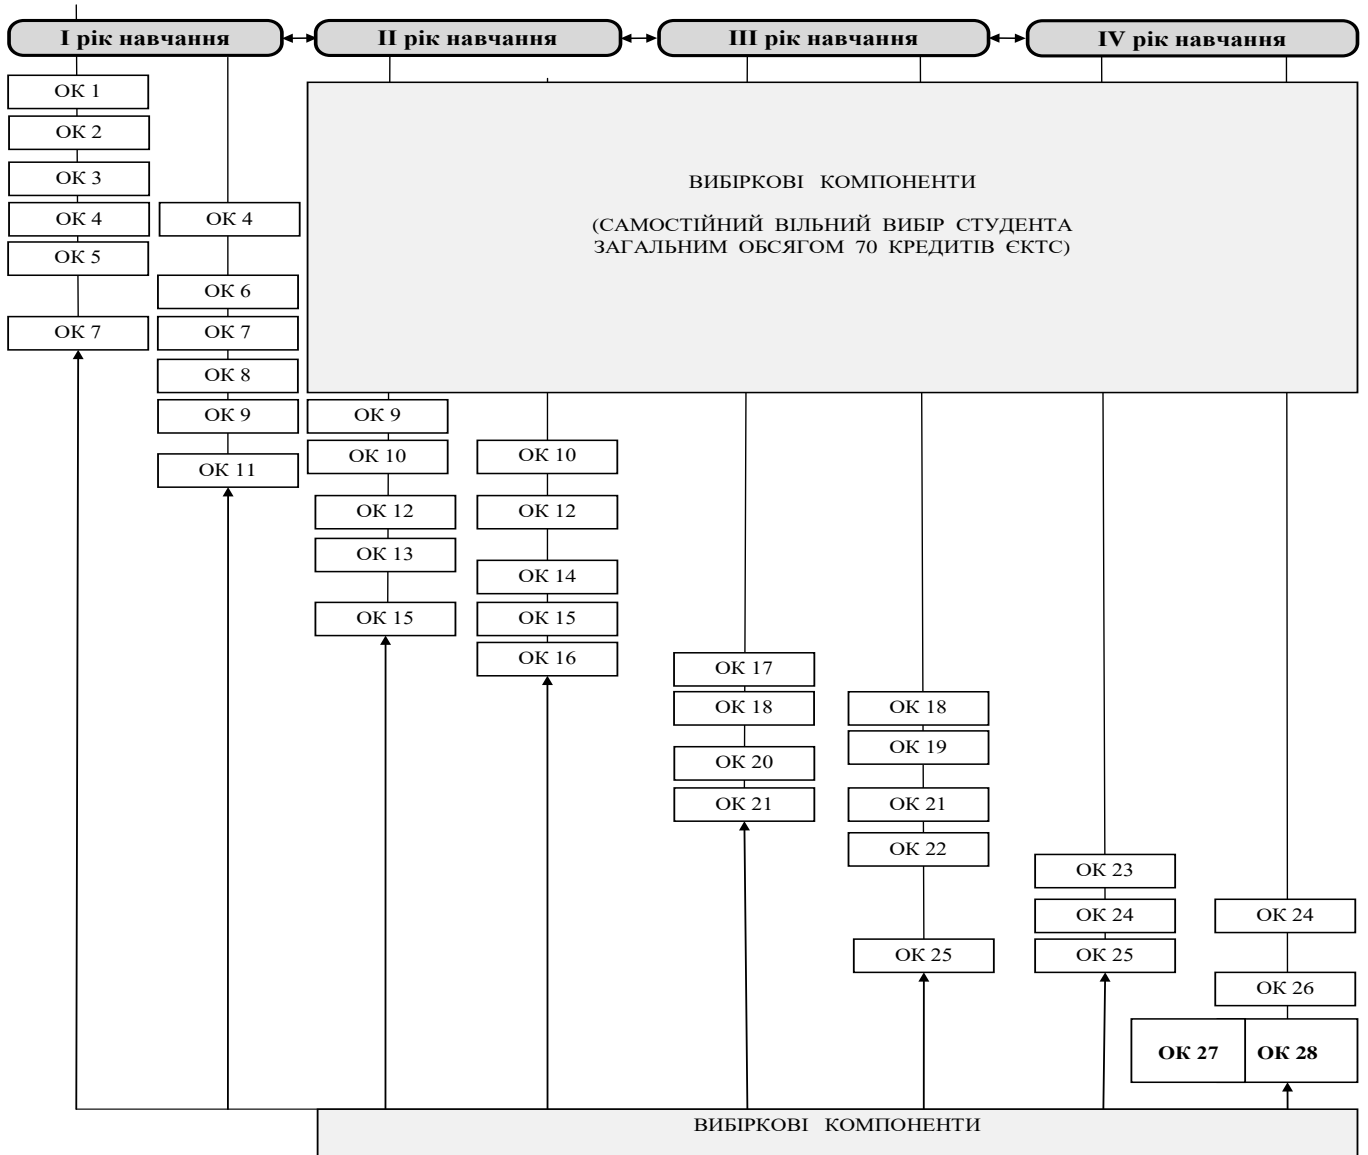 I рік навчання
II рік навчання
III рік навчання
IV рік навчання
ОК 1
ОК 2
ОК 3
ОК 4
ОК 5
ОК 7
ОК 4
ОК 6
ОК 7
ОК 8
ОК 9
ОК 11
ВИБІРКОВІ КОМПОНЕНТИ
(САМОСТІЙНИЙ ВІЛЬНИЙ ВИБІР СТУДЕНТА
ЗАГАЛЬНИМ ОБСЯГОМ 70 КРЕДИТІВ ЄКТС)
ОК 9
ОК 10
ОК 12
ОК 13
ОК 15
ОК 10
ОК 12
ОК 14
ОК 15
ОК 16
ОК 17
ОК 18
ОК 20
ОК 21
ОК 18
ОК 19
ОК 21
ОК 22
ОК 25
ОК 23
ОК 24
ОК 25
ОК 24
ОК 26
ОК 27
ОК 28
ВИБІРКОВІ КОМПОНЕНТИ